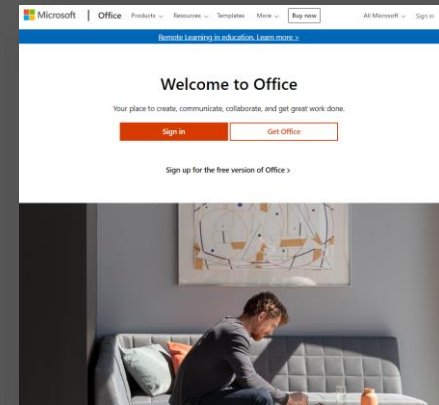 Microsoft | Office Products Resources Templates More Buy now All Microsoft Sign in
Remote Learning in education. Learn more >
Welcome to Office
Your place to create, communicate, collaborate, and get great work done.
Sign in Get Office
Sign up for the free version of Office >